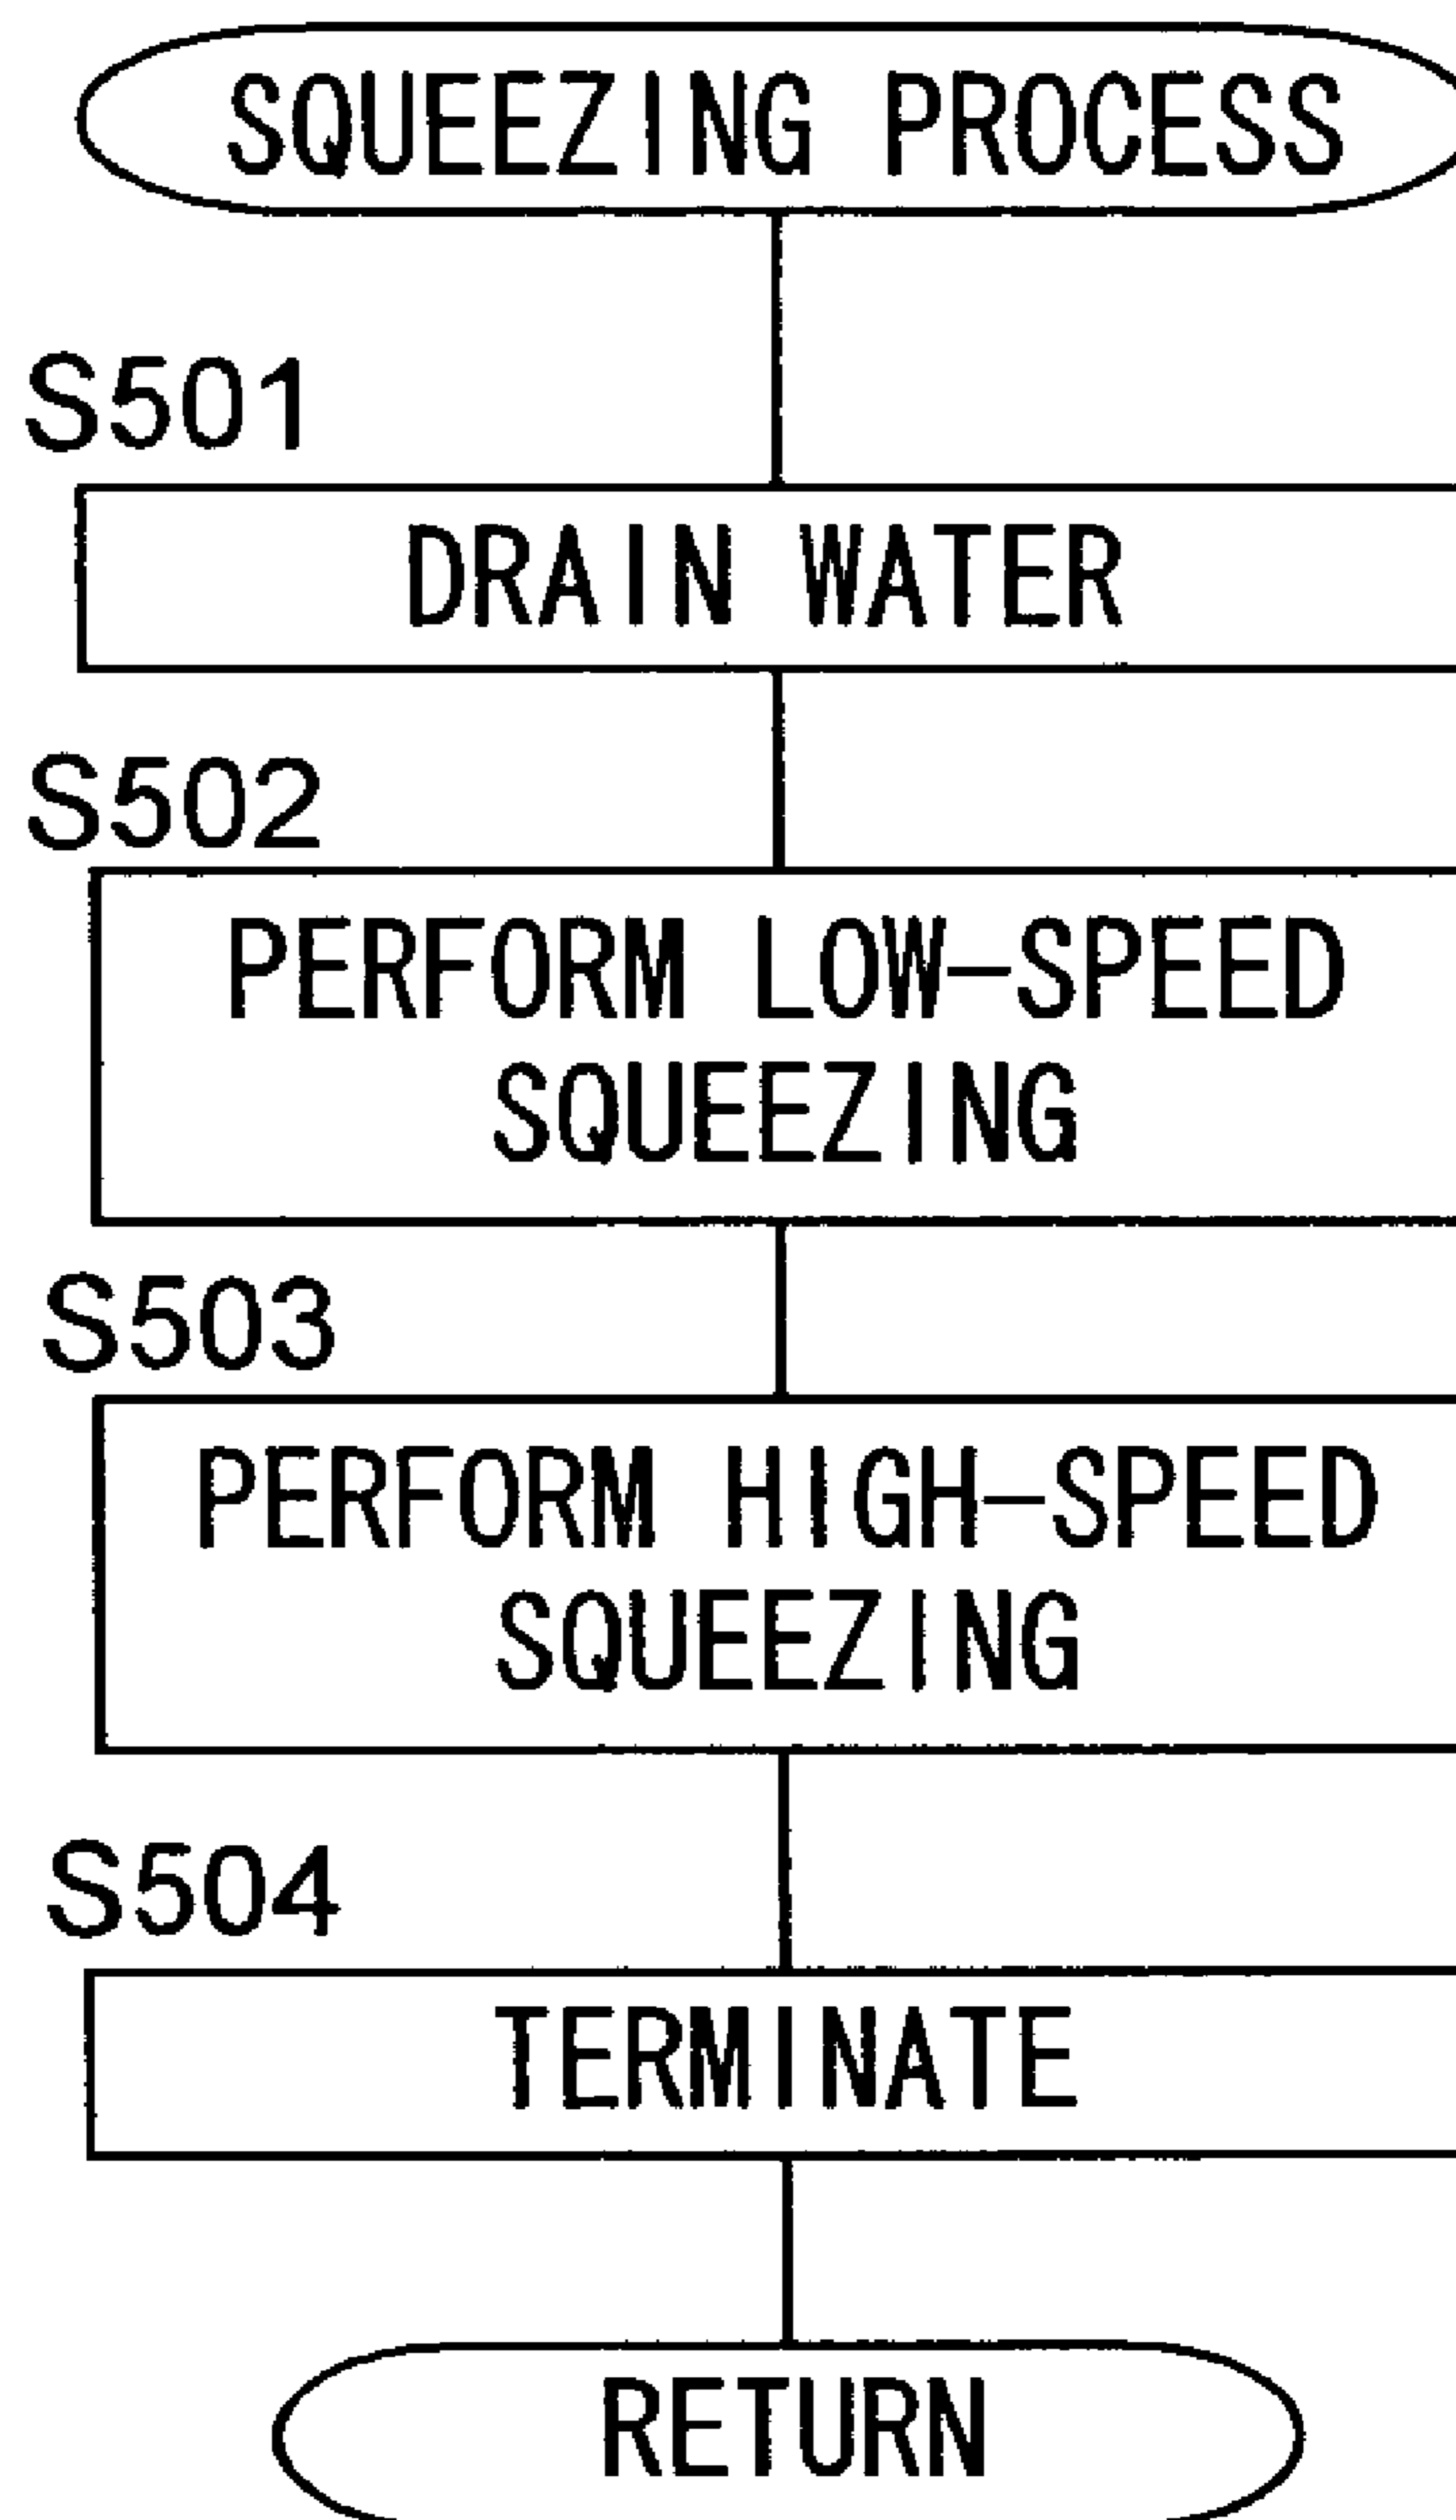 SQUEEZING PROCESS
S501
DRAIN WATER
S502
PERFORM LOW-SPEED
SQUEEZING
S503
PERFORM HIGH-SPEED
SQUEEZING
S504
TERMINATE
RETURN